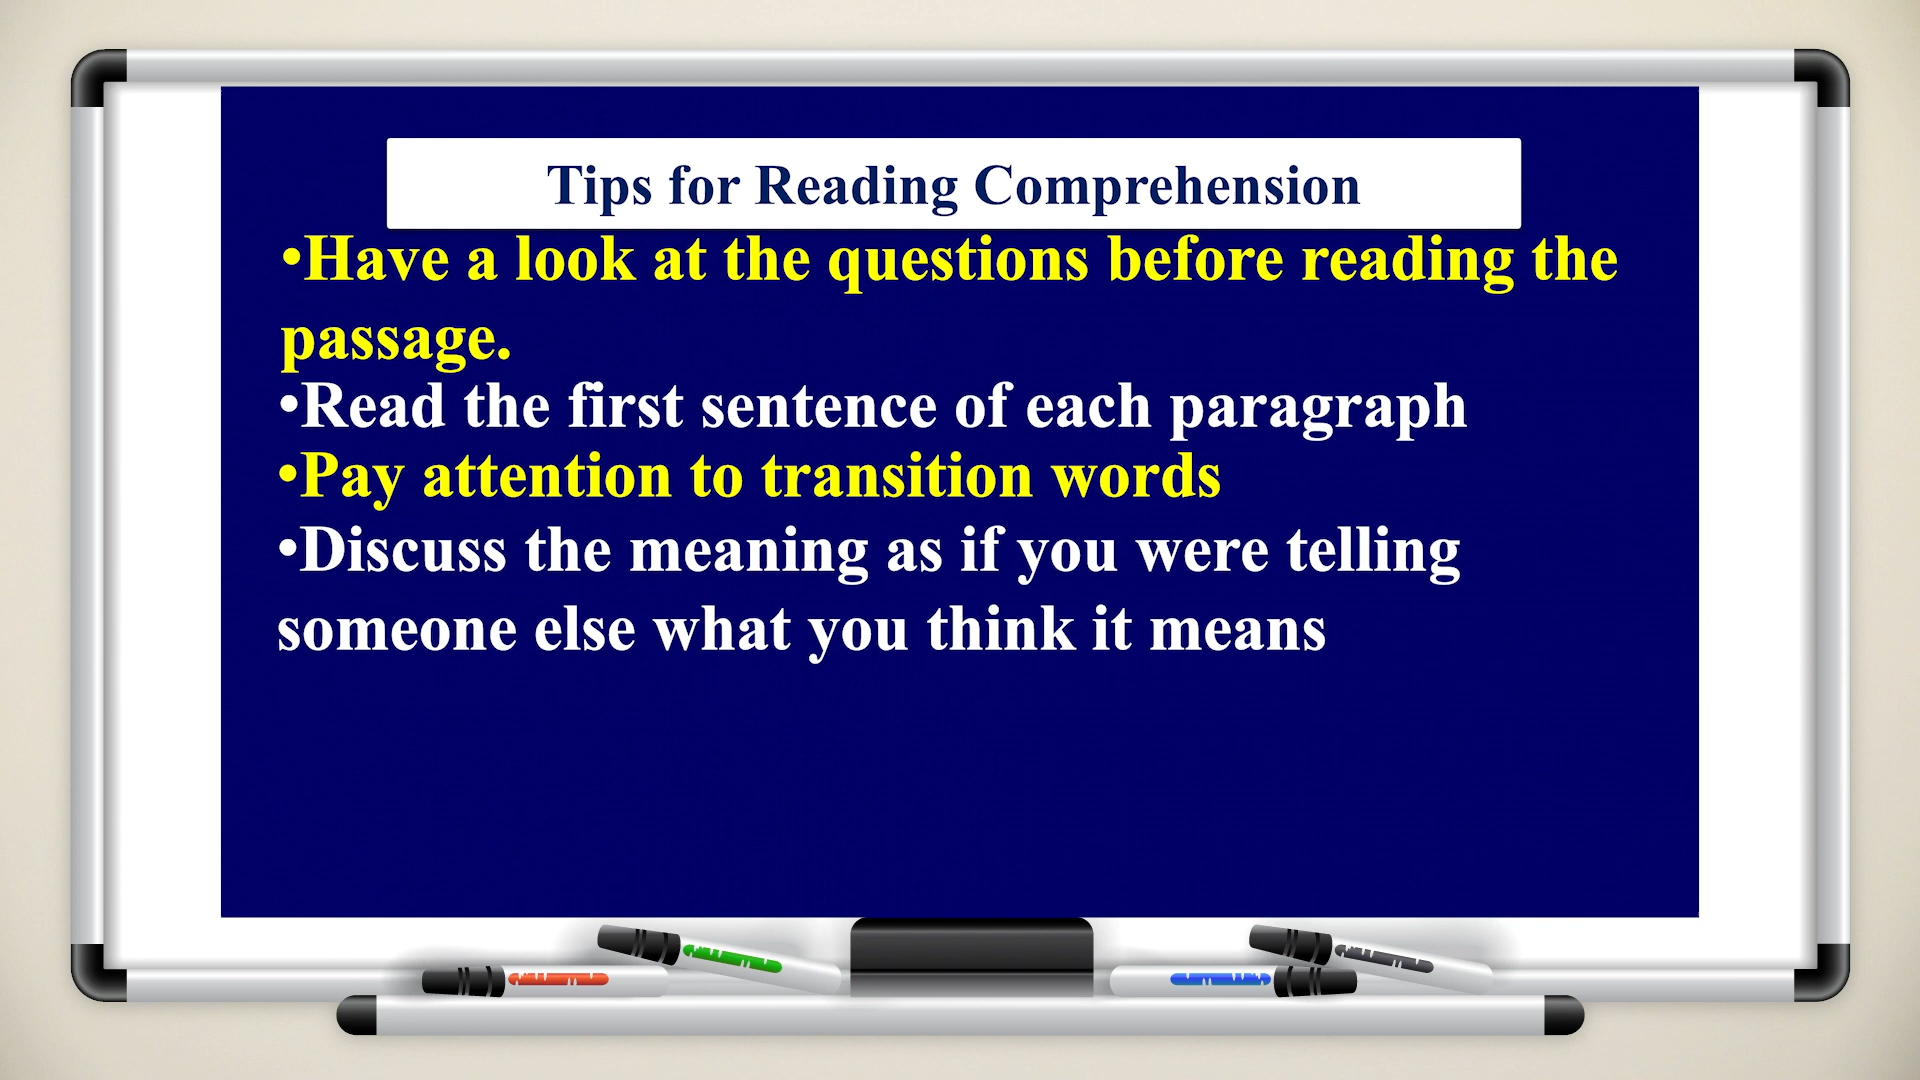 Tips for Reading Comprehension
•Have a look at the questions before reading the
passage.
•Read the first sentence of each paragraph
•Pay attention to transition words
•Discuss the meaning as if you were telling
someone else what you think it means